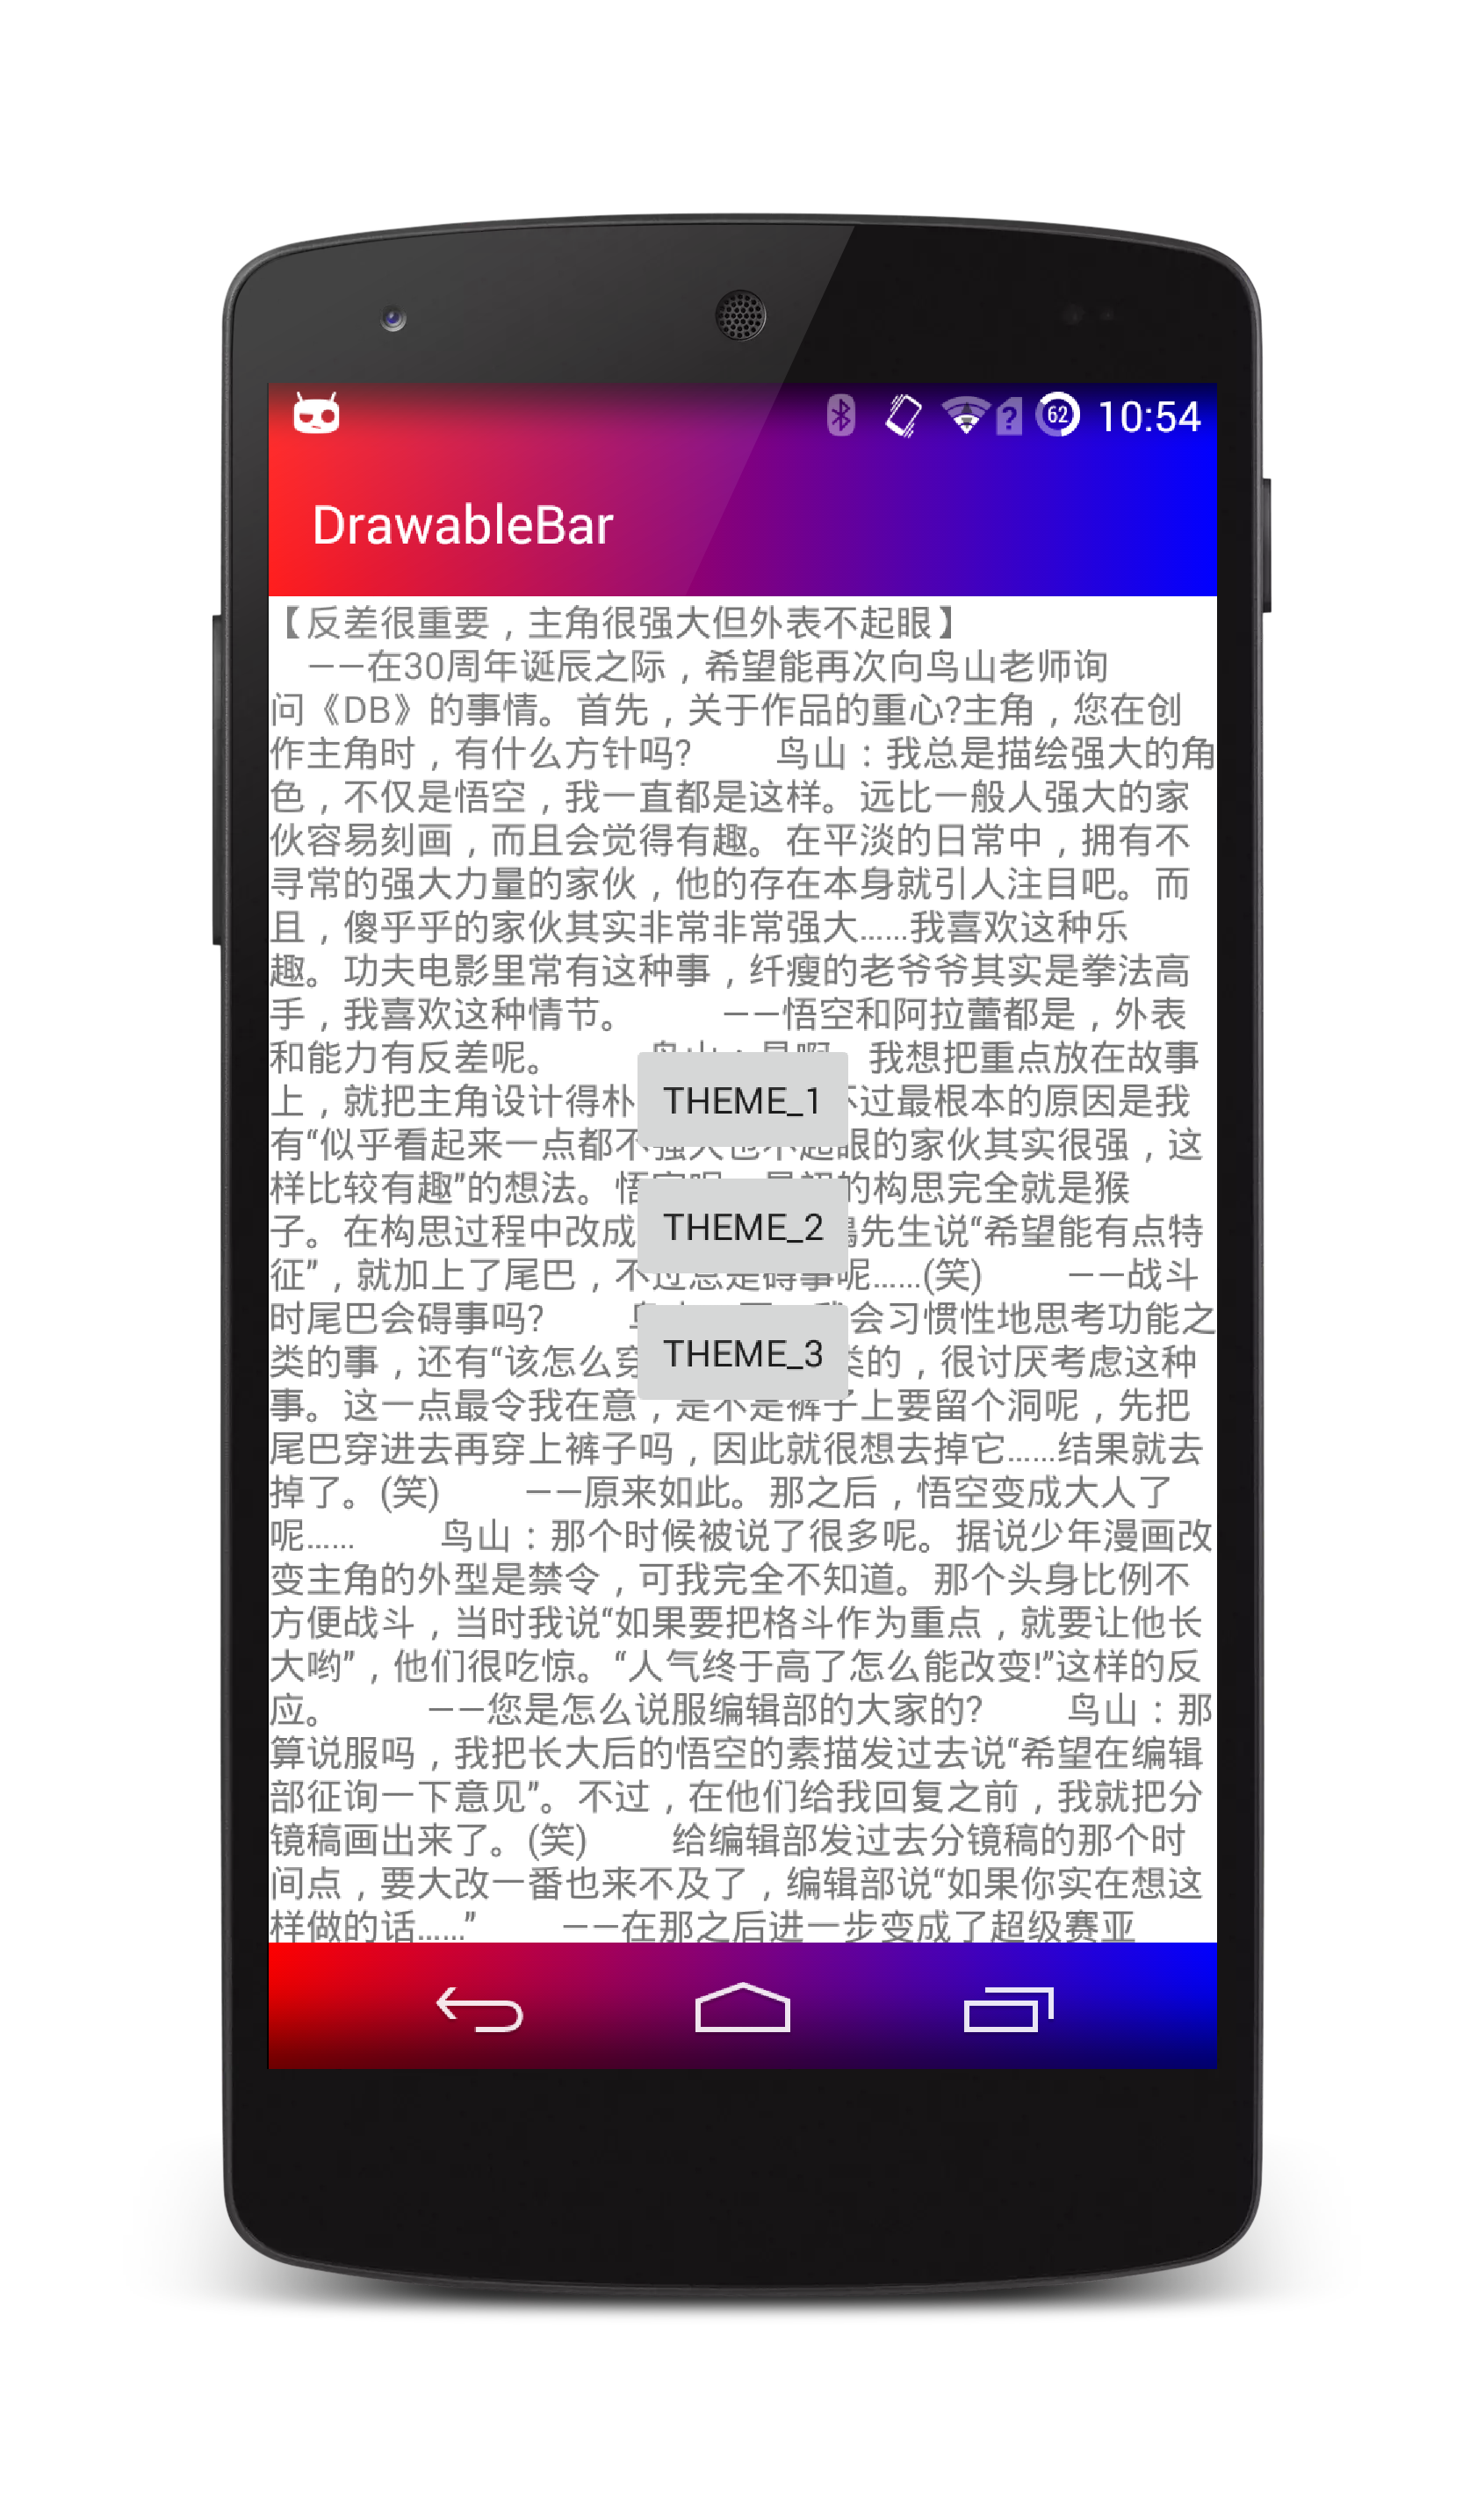 62 10:54
DrawableBar
【反差很重要，主角很强大但外表不起眼】
——在30周年诞辰之际，希望能再次向鸟山老师询
问《DB》的事情。首先，关于作品的重心?主角，您在创
作主角时，有什么方针吗? 鸟山：我总是描绘强大的角
色，不仅是悟空，我一直都是这样。远比一般人强大的家
伙容易刻画，而且会觉得有趣。在平淡的日常中，拥有不
寻常的强大力量的家伙，他的存在本身就引人注目吧。而
且，傻乎乎的家伙其实非常非常强大……我喜欢这种乐
趣。功夫电影里常有这种事，纤瘦的老爷爷其实是拳法高
手，我喜欢这种情节。 ——悟空和阿拉蕾都是，外表
和能力有反差呢。 鸟山：是啊。我想把重点放在故事
上，就把主角设计得朴 THEME_1 不过最根本的原因是我
有“似乎看起来一点都不强大也不起眼的家伙其实很强，这
样比较有趣”的想法。悟空呢，最初的构思完全就是猴
子。在构思过程中改成 THEME_2 先生说“希望能有点特
征”，就加上了尾巴，不过总是碍事呢……(笑) ——战斗
时尾巴会碍事吗? 会习惯性地思考功能之
类的事，还有“该怎么穿 THEME_3 类的，很讨厌考虑这种
事。这一点最令我在意，是不是裤子上要留个洞呢，先把
尾巴穿进去再穿上裤子吗，因此就很想去掉它……结果就去
掉了。(笑) ——原来如此。那之后，悟空变成大人了
呢…… 鸟山：那个时候被说了很多呢。据说少年漫画改
变主角的外型是禁令，可我完全不知道。那个头身比例不
方便战斗，当时我说“如果要把格斗作为重点，就要让他长
大哟”，他们很吃惊。“人气终于高了怎么能改变!”这样的反
应。 ——您是怎么说服编辑部的大家的? 鸟山：那
算说服吗，我把长大后的悟空的素描发过去说“希望在编辑
部征询一下意见”。不过，在他们给我回复之前，我就把分
镜稿画出来了。(笑) 给编辑部发过去分镜稿的那个时
间点，要大改一番也来不及了，编辑部说“如果你实在想这
样做的话……” ——在那之后进一步变成了超级赛亚